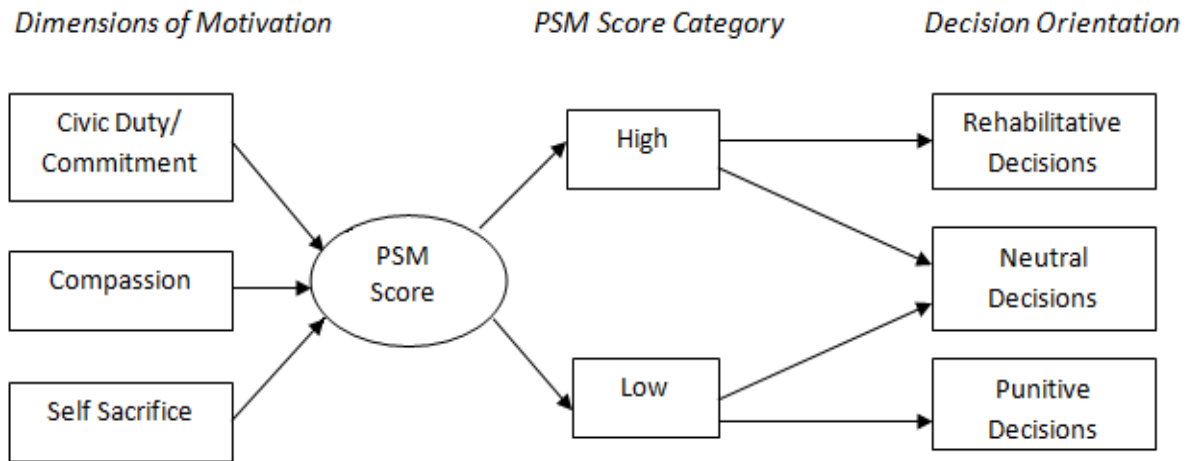 Dimensions of Motivation
PSM Score Category
Decision Orientation
Civic Duty/
Commitment
Compassion
Self Sacrifice
PSM
Score
High
Low
Rehabilitative
Decisions
Neutral
Decisions
Punitive
Decisions